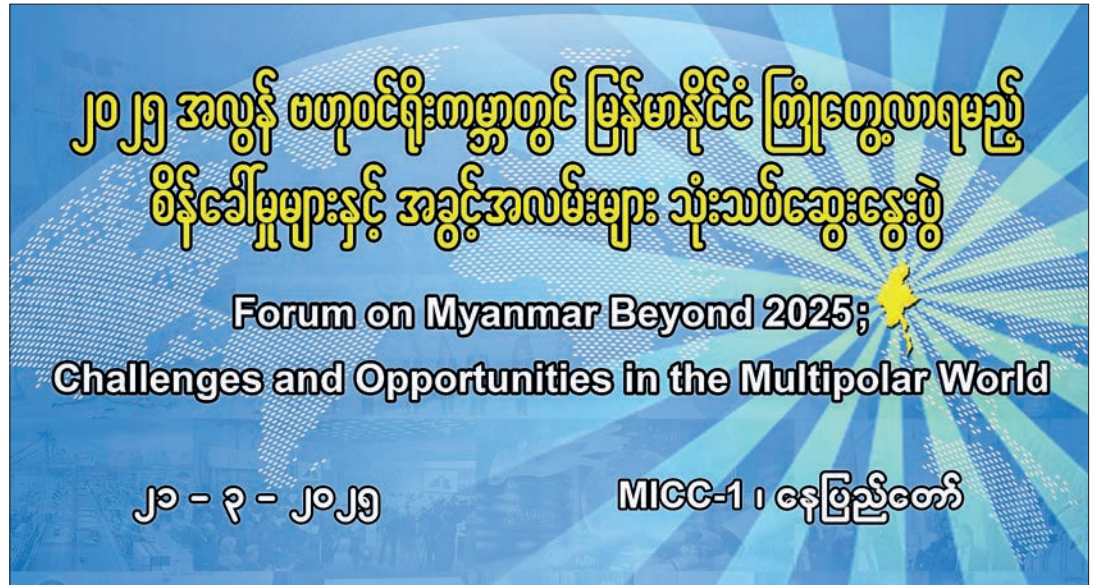 ၂၀၂၅ အလွန် ဗဟုဝင်ရိုးကမ္ဘာတွင် မြန်မာနိုင်ငံ ကြုံတွေ့လာရမည့်
စိန်ခေါ်မှုများနှင့် အခွင့်အလမ်းများ သုံးသပ်ဆွေးနွေးပွဲ
Forum on Myanmar Beyond 2025;
Challenges and Opportunities in the Multipolar World
၂၁ – ၃ – ၂၀၂၅
MICC-1 ၊ နေပြည်တော်